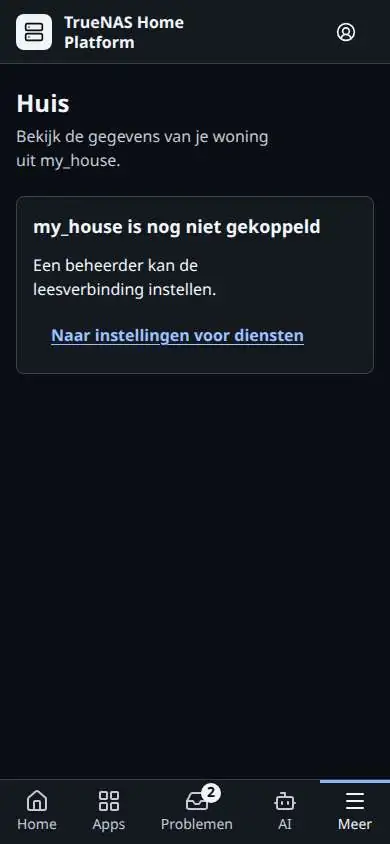 TrueNAS Home
Platform
Huis
Bekijk de gegevens van je woning
uit my_house.
my_house is nog niet gekoppeld
Een beheerder kan de
leesverbinding instellen.
Naar instellingen voor diensten
2
Home
Apps
Problemen
AI
Meer